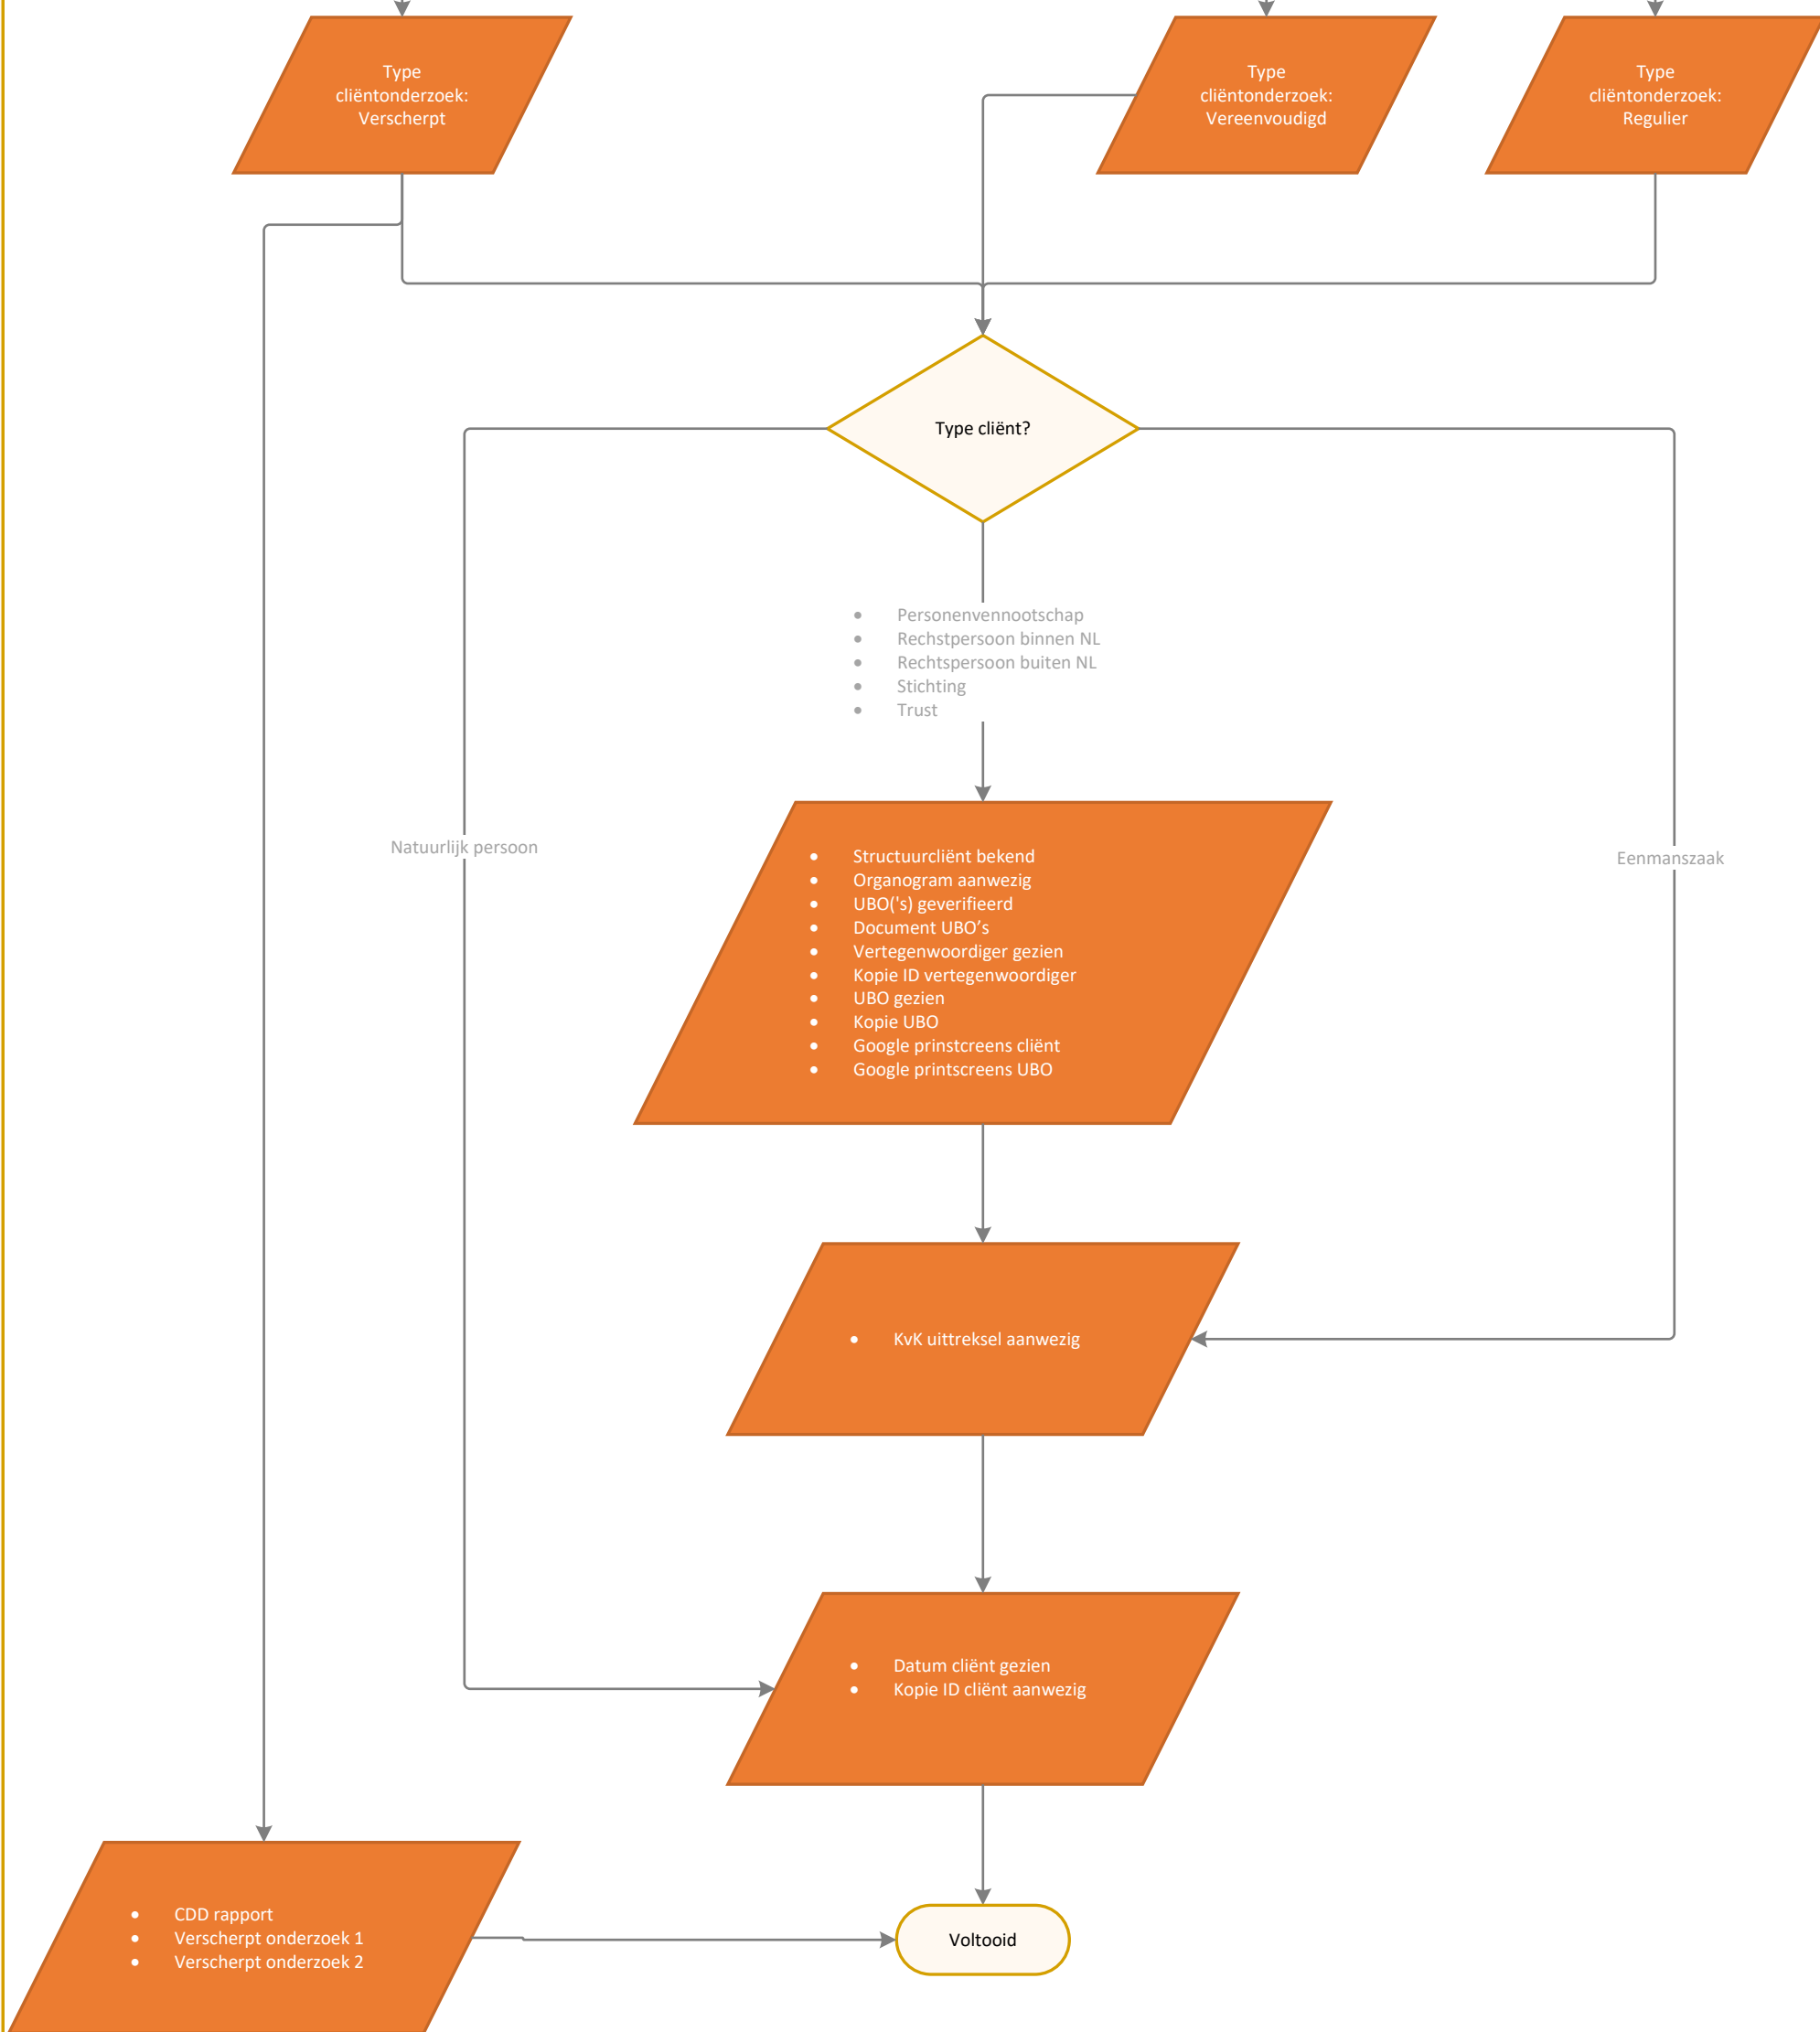 Type
cliëntonderzoek:
Verscherpt
Type
cliëntonderzoek:
Vereenvoudigd
Type
cliëntonderzoek:
Regulier
Type cliënt?
• Personenvennootschap
• Rechstpersoon binnen NL
• Rechtspersoon buiten NL
• Stichting
• Trust
Natuurlijk persoon
Eenmanszaak
• Structuurcliënt bekend
• Organogram aanwezig
• UBO('s) geverifieerd
• Document UBO’s
• Vertegenwoordiger gezien
• Kopie ID vertegenwoordiger
• UBO gezien
• Kopie UBO
• Google prinstcreens cliënt
• Google printscreens UBO
• KvK uittreksel aanwezig
• Datum cliënt gezien
• Kopie ID cliënt aanwezig
• CDD rapport
• Verscherpt onderzoek 1
• Verscherpt onderzoek 2
Voltooid